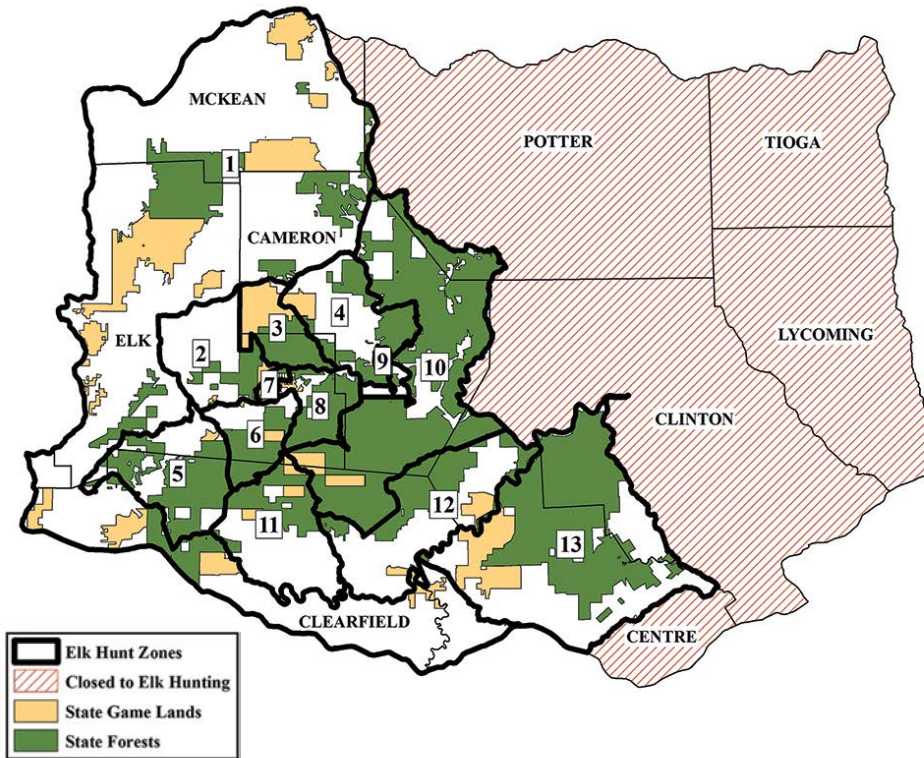 MCKEAN
POTTER
TIOGA
1
CAMERON
4
3
LYCOMING
ELK
2
9
10
7
8
CLINTON
6
5
12
11
13
CLEARFIELD
CENTRE
Elk Hunt Zones
Closed to Elk Hunting
State Game Lands
State Forests